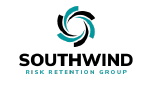 SOUTHWIND
RISK RETENTION GROUP